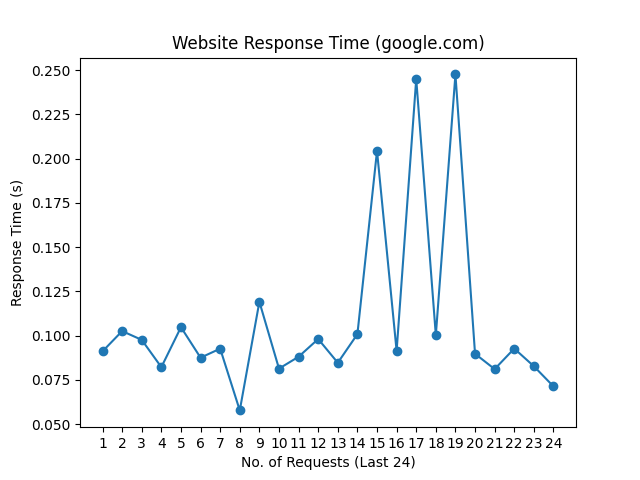 Website Response Time (google.com)
0.250
0.225
0.200
0.175
0.150
0.125
0.100
0.075
0.050
Response Time (s)
1 2 3 4 5 6 7 8 9 10 11 12 13 14 15 16 17 18 19 20 21 22 23 24
No. of Requests (Last 24)